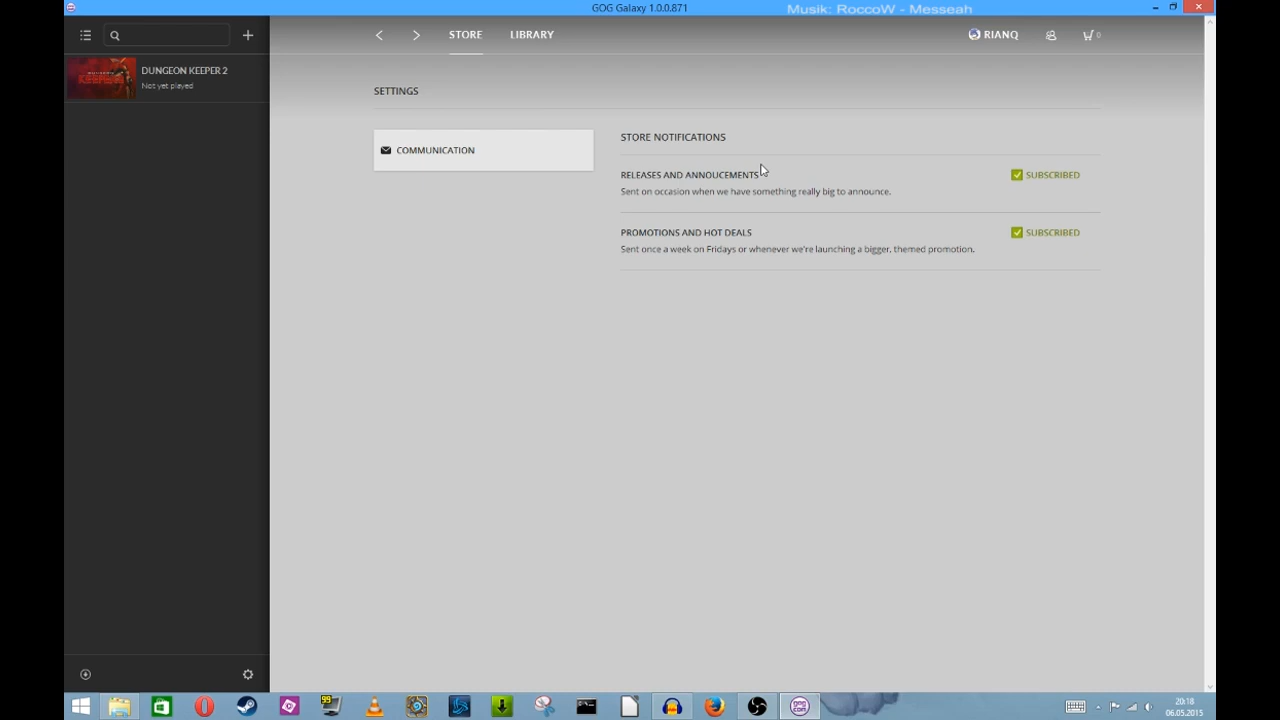 GOG Galaxy 1.0.0.871
Musik: RoccoW - Messeah
STORE
LIBRARY
RIANQ
0
DUNGEON KEEPER 2
Not yet played
SETTINGS
COMMUNICATION
STORE NOTIFICATIONS
RELEASES AND ANNOUCEMENTS
SUBSCRIBED
Sent on occasion when we have something really big to announce.
PROMOTIONS AND HOT DEALS
SUBSCRIBED
Sent once a week on Fridays or whenever we're launching a bigger, themed promotion.
99
20:18
06.05.2015